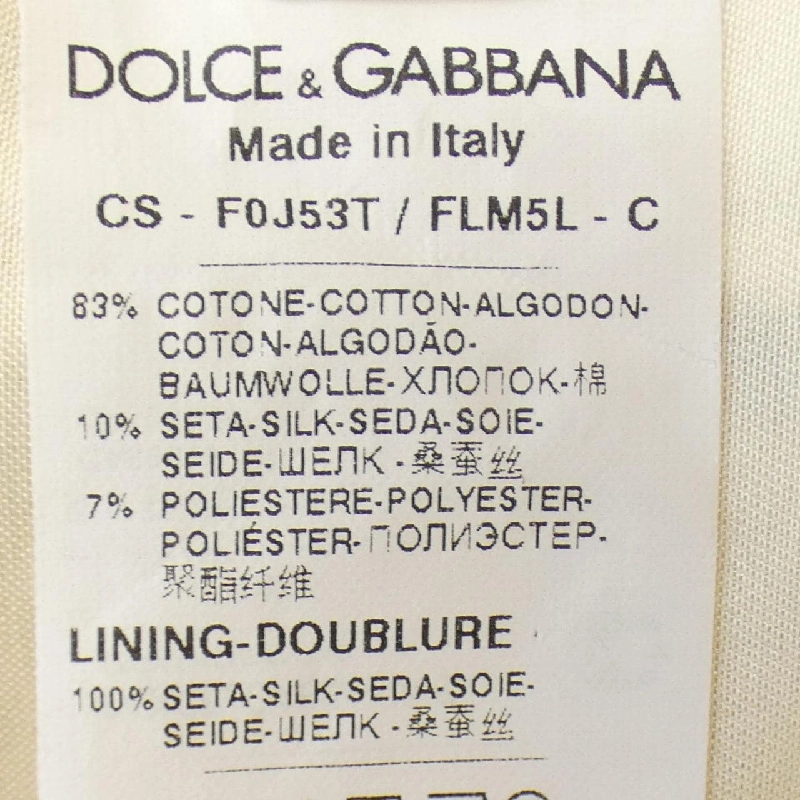 DOLCE & GABBANA
Made in Italy
CS - F0J53T / FLM5L - C
83% COTONE-COTTON-ALGODON-
COTON-ALGODÃO-
BAUMWOLLE-ХЛОПОК-棉
10% SETA-SILK-SEDA-SOIE-
SEIDE-ШЕЛК -桑蚕丝
7% POLIESTERE-POLYESTER-
POLIÉSTER-ПОЛИЭСТЕР-
聚酯纤维
LINING-DOUBLURE
100% SETA-SILK-SEDA-SOIE-
SEIDE-ШЕЛК -桑蚕丝